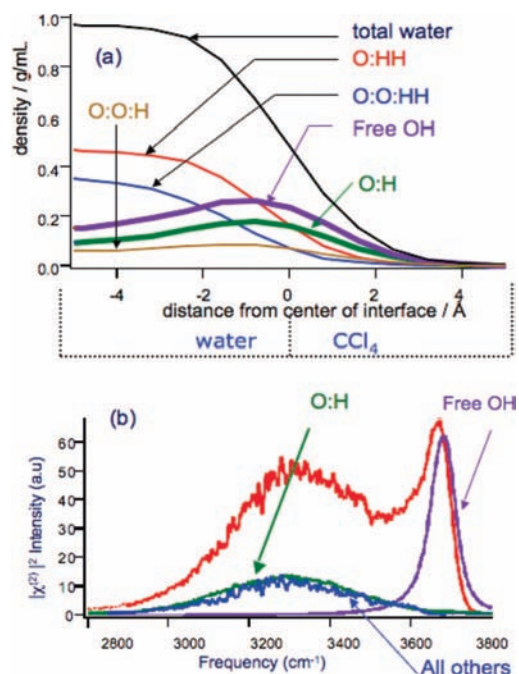 (a)
total water
O:HH
O:O:HH
Free OH
O:H
O:O:H
density / g/mL
1.0
0.8
0.6
0.4
0.2
0.0
-4 -2 0 2 4
distance from center of interface / Å
water CCl4
(b)
O:H
Free OH
|χ(2)|2 Intensity (a.u)
60
50
40
30
20
10
0
2800 3000 3200 3400 3600 3800
Frequency (cm-1)
All others